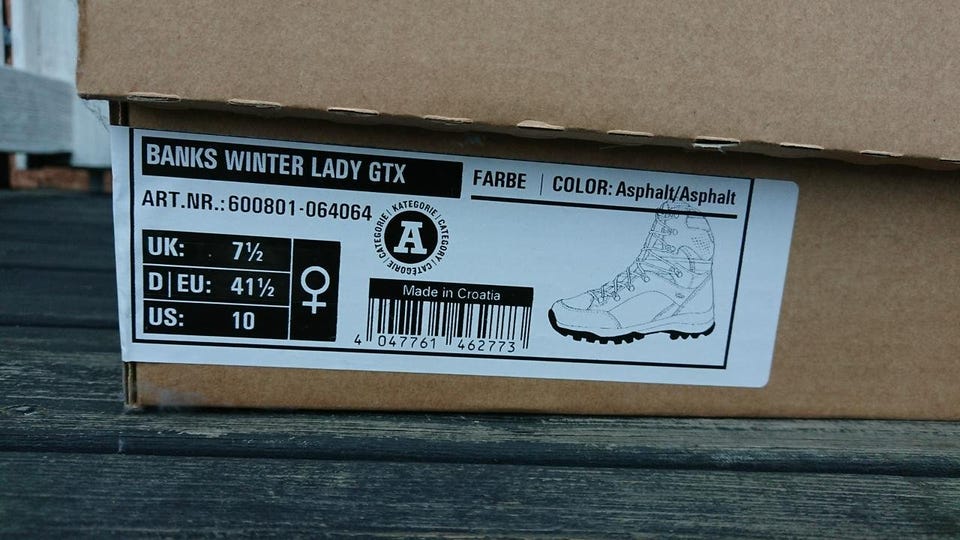 BANKS WINTER LADY GTX
FARBE | COLOR: Asphalt/Asphalt
ART.NR.:600801-064064
KATEGORIE / CATEGORY / CATÉGORIE / CATEGORIE /
A
UK: 7½
D|EU: 41½
US: 10
♀
Made in Croatia
4 047761 462773